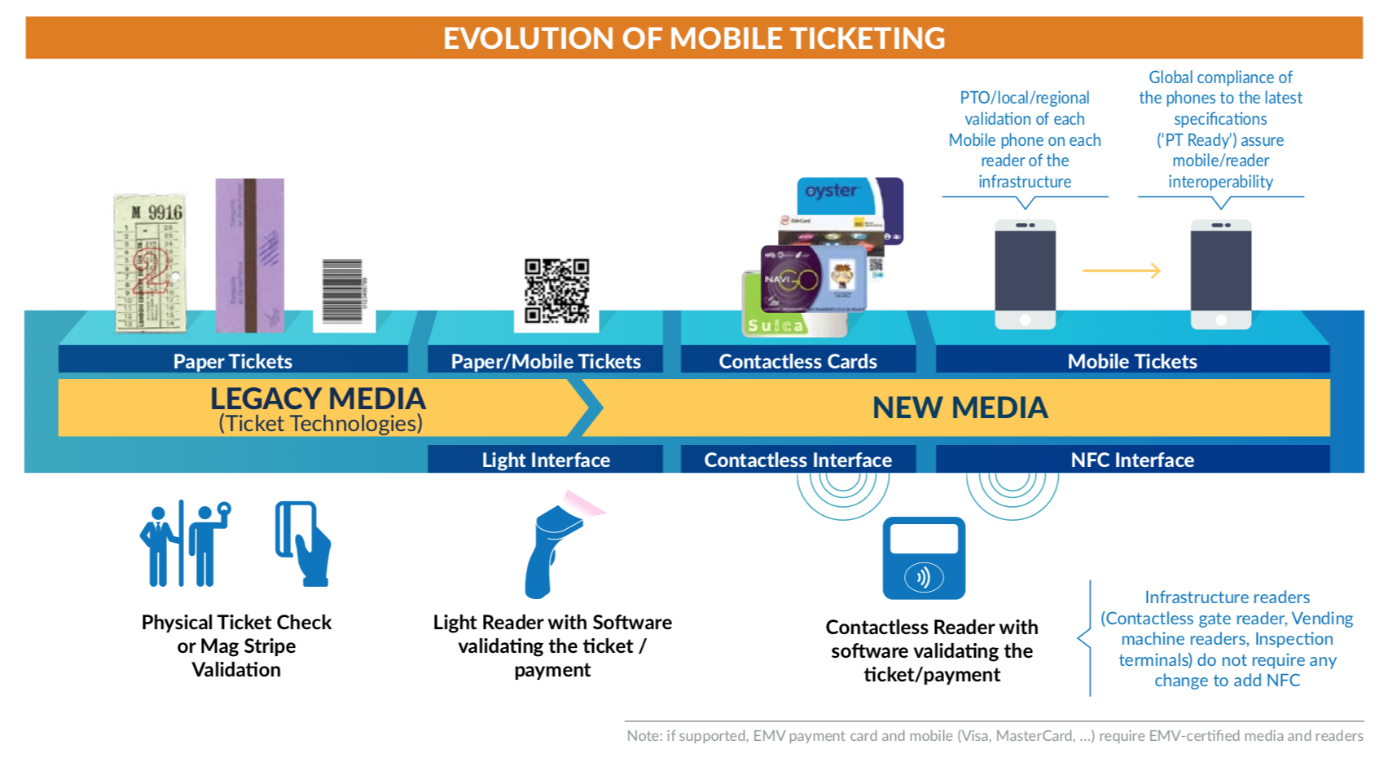 EVOLUTION OF MOBILE TICKETING
PTO/local/regional
validation of each
Mobile phone on each
reader of the
infrastructure
Global compliance of
the phones to the latest
specifications
(‘PT Ready’) assure
mobile/reader
interoperability
M 9916
2
oyster
NAVIGO
Suica
Paper Tickets
Paper/Mobile Tickets
Contactless Cards
Mobile Tickets
LEGACY MEDIA
(Ticket Technologies)
NEW MEDIA
Light Interface
Contactless Interface
NFC Interface
Physical Ticket Check
or Mag Stripe
Validation
Light Reader with Software
validating the ticket /
payment
Contactless Reader with
software validating the
ticket/payment
Infrastructure readers
(Contactless gate reader, Vending
machine readers, Inspection
terminals) do not require any
change to add NFC
Note: if supported, EMV payment card and mobile (Visa, MasterCard, ...) require EMV-certified media and readers